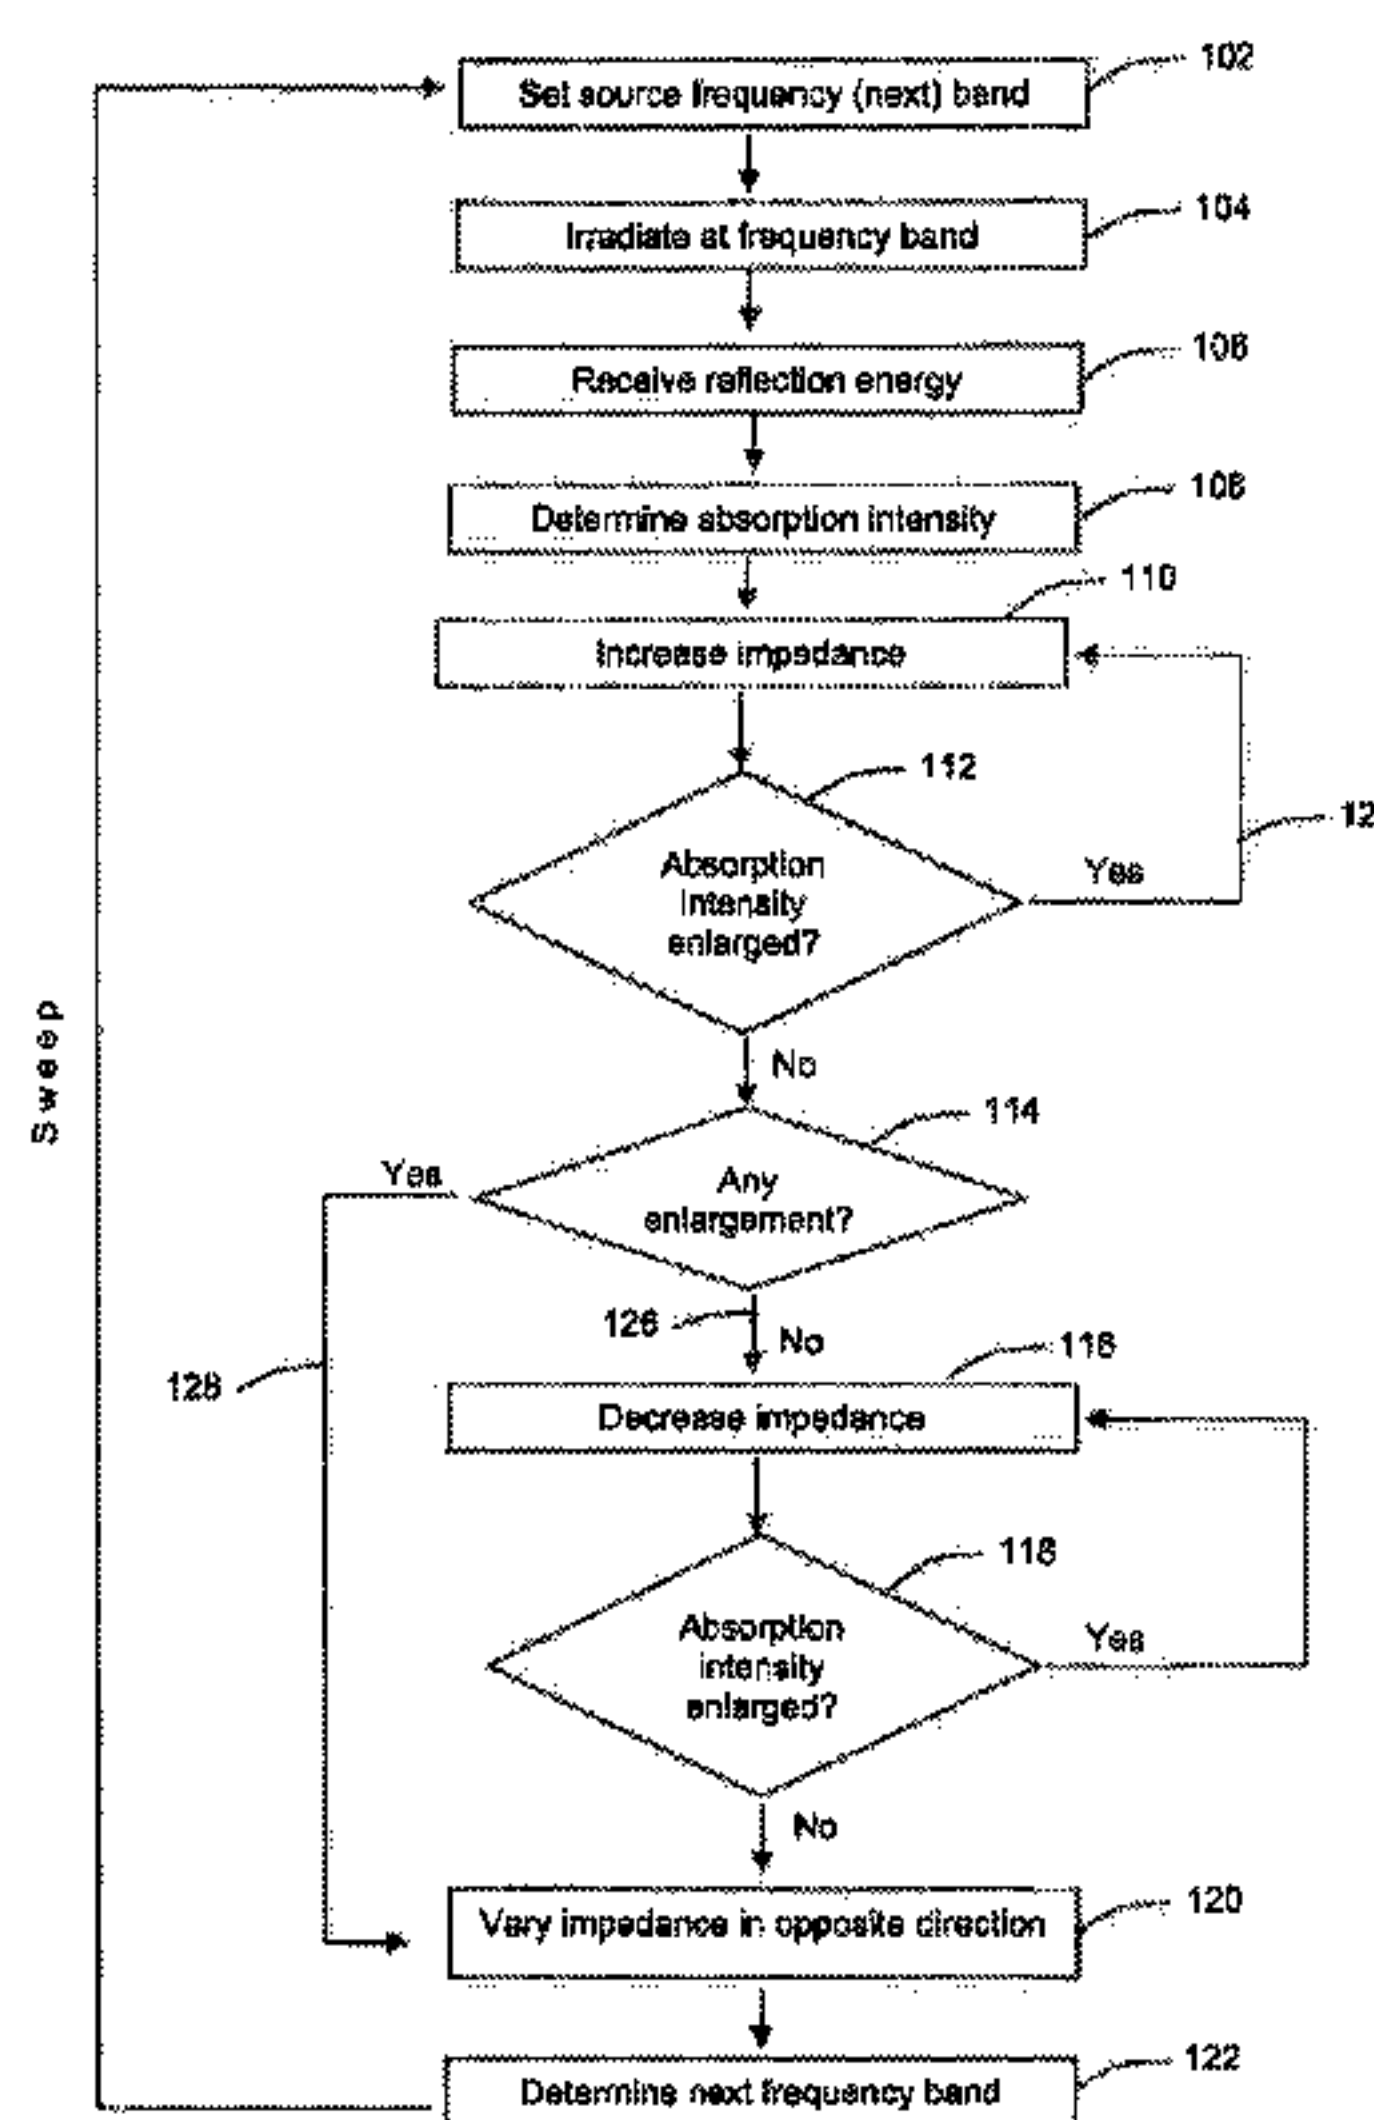 102
Set source frequency (next) band
104
Irradiate at frequency band
106
Receive reflection energy
108
Determine absorption intensity
110
Increase impedance
112
Absorption
intensity
enlarged?
Yes
12
No
114
Yes
Any
enlargement?
126
No
116
128
Decrease impedance
118
Absorption
intensity
enlarged?
Yes
No
120
Vary impedance in opposite direction
122
Determine next frequency band
Sweep